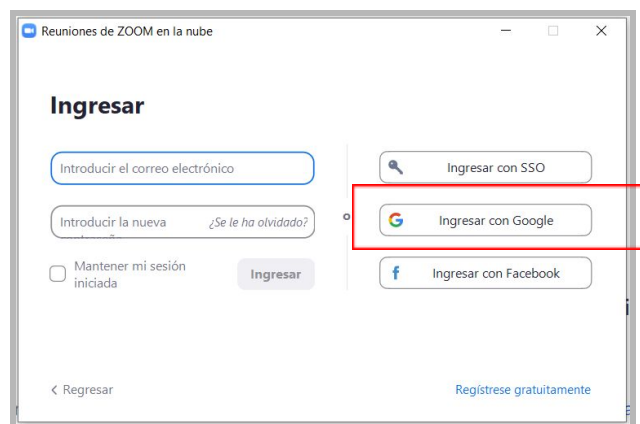 Reuniones de ZOOM en la nube
Ingresar
Introducir el correo electrónico
Introducir la nueva
¿Se le ha olvidado?
Mantener mi sesión
iniciada
Ingresar
o
Ingresar con SSO
Ingresar con Google
Ingresar con Facebook
Regresar
Regístrese gratuitamente